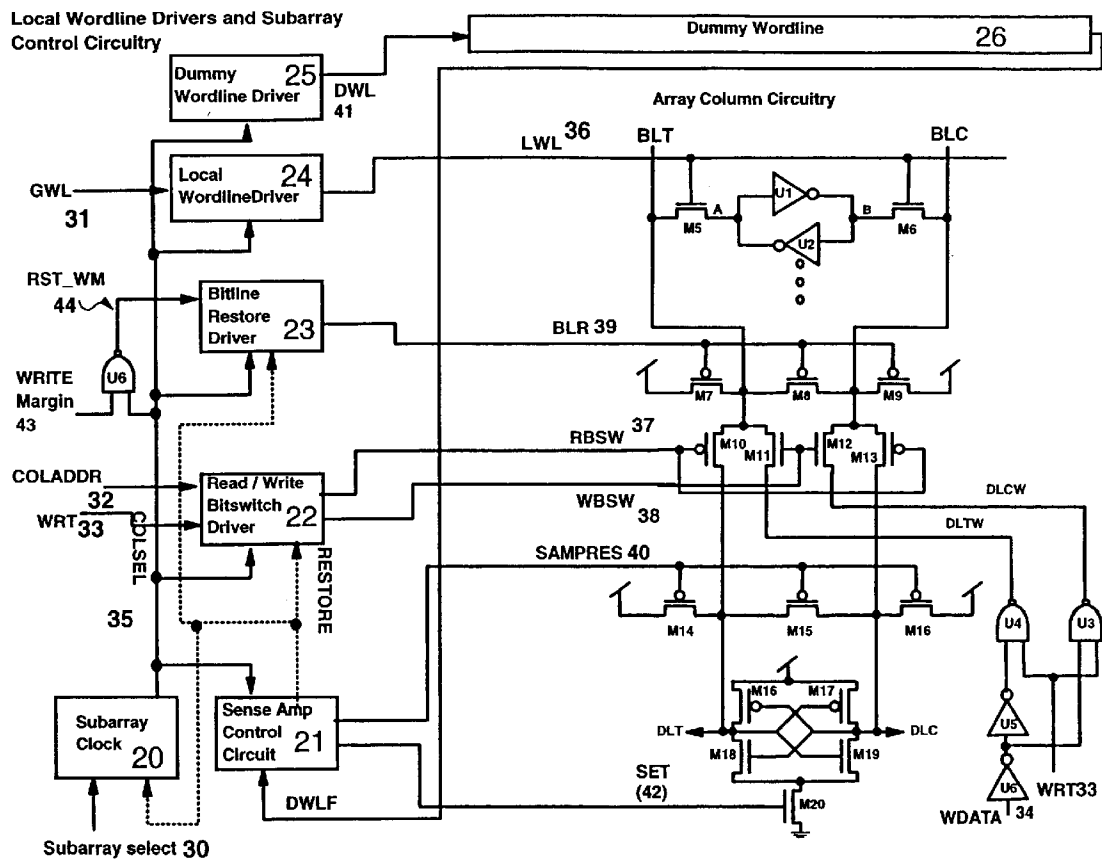 Local Wordline Drivers and Subarray
Control Circuitry
Dummy Wordline
26
Dummy
Wordline Driver
25
DWL
41
Array Column Circuitry
LWL 36
BLT
BLC
GWL
31
Local
WordlineDriver
24
U1
U2
A
B
M5
M6
RST_WM
44
Bitline
Restore
Driver
23
BLR 39
U6
WRITE
Margin
43
M7
M8
M9
RBSW 37
M10
M11
M12
M13
COLADDR
32
WRT
33
Read / Write
Bitswitch
Driver
22
WBSW
38
DLCW
DLTW
COLSEL
35
RESTORE
SAMPRES 40
M14
M15
M16
U4
U3
Subarray
Clock
20
Sense Amp
Control
Circuit
21
M16
M17
DLT
DLC
M18
M19
U5
SET
(42)
DWLF
M20
U6
WRT33
WDATA 34
Subarray select 30